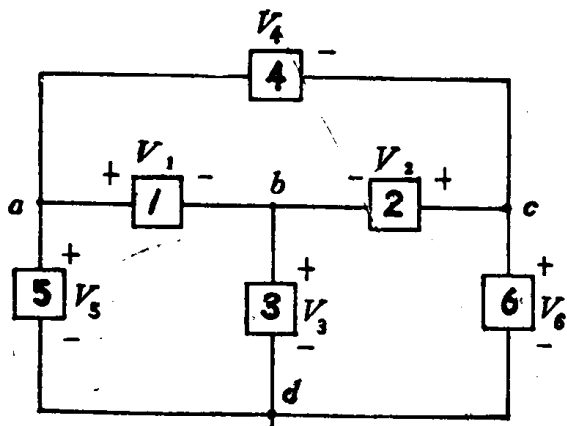 V₄
4 −
V₁ V₂
+ 1 − b − 2 +
a c
+ + +
5 V₅ 3 V₃ 6 V₆
− − −
d